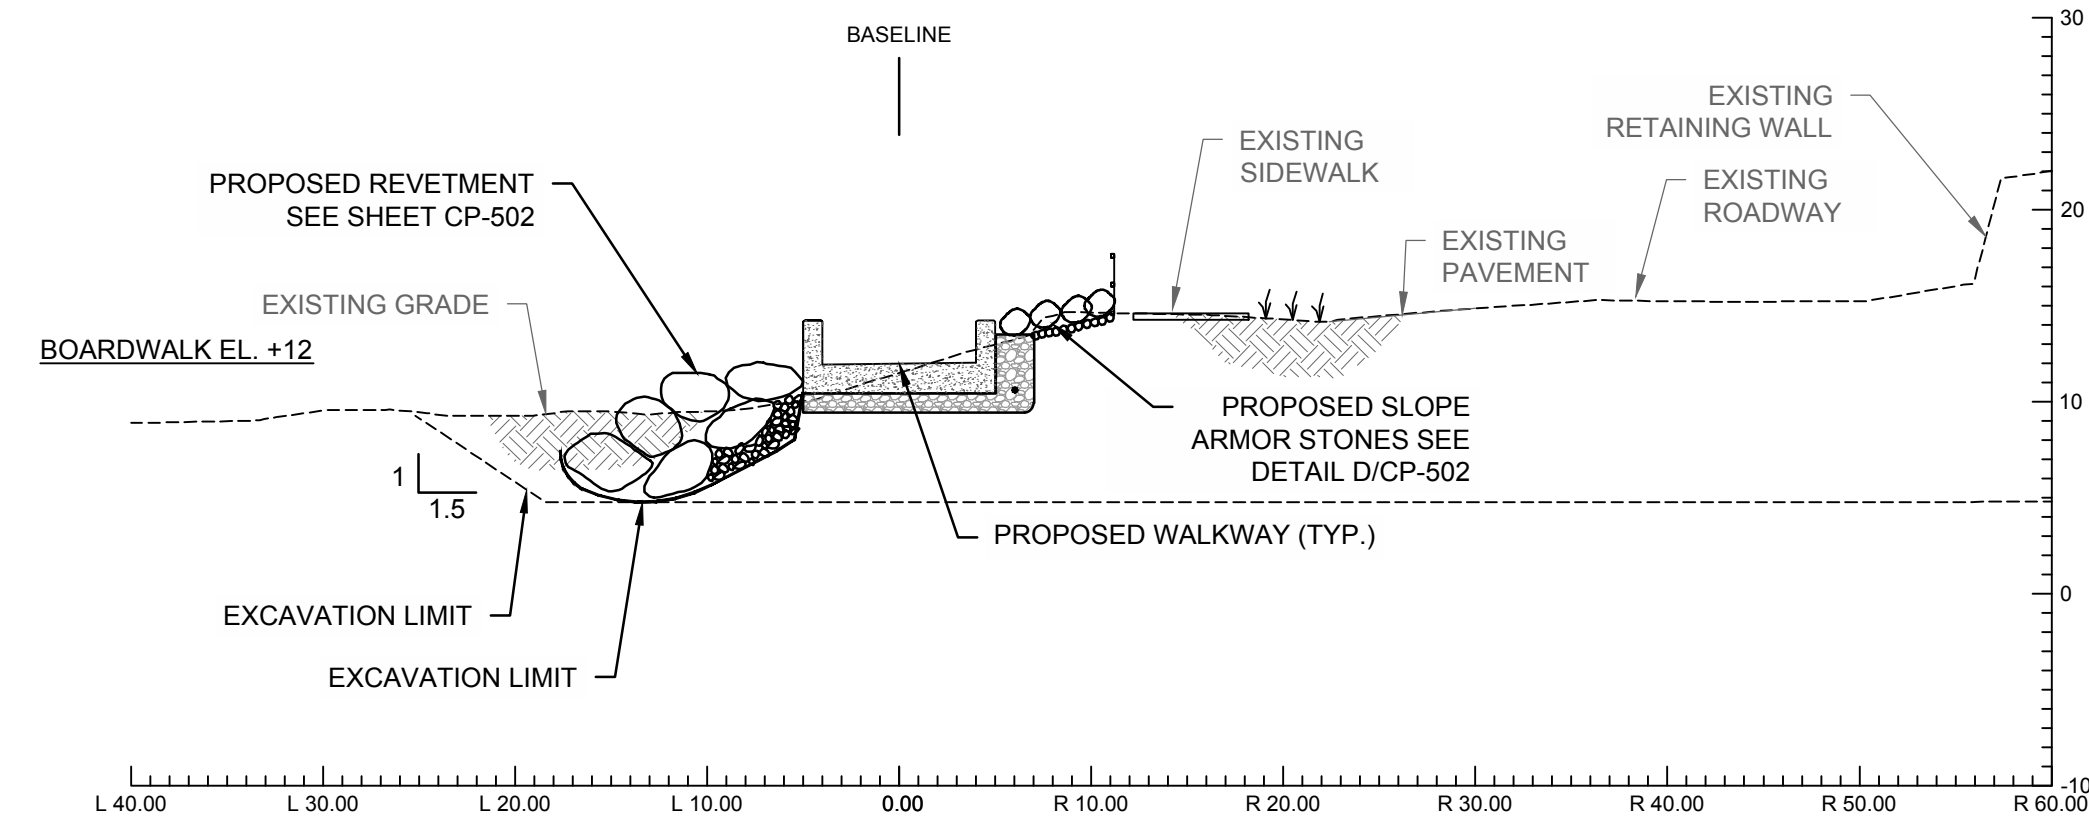 BASELINE
30
EXISTING
RETAINING WALL
EXISTING
SIDEWALK
PROPOSED REVETMENT
SEE SHEET CP-502
EXISTING
ROADWAY
20
EXISTING
PAVEMENT
EXISTING GRADE
BOARDWALK EL. +12
10
PROPOSED SLOPE
ARMOR STONES SEE
DETAIL D/CP-502
1
1.5
PROPOSED WALKWAY (TYP.)
0
EXCAVATION LIMIT
EXCAVATION LIMIT
-10
L 40.00 L 30.00 L 20.00 L 10.00 0.00 R 10.00 R 20.00 R 30.00 R 40.00 R 50.00 R 60.00